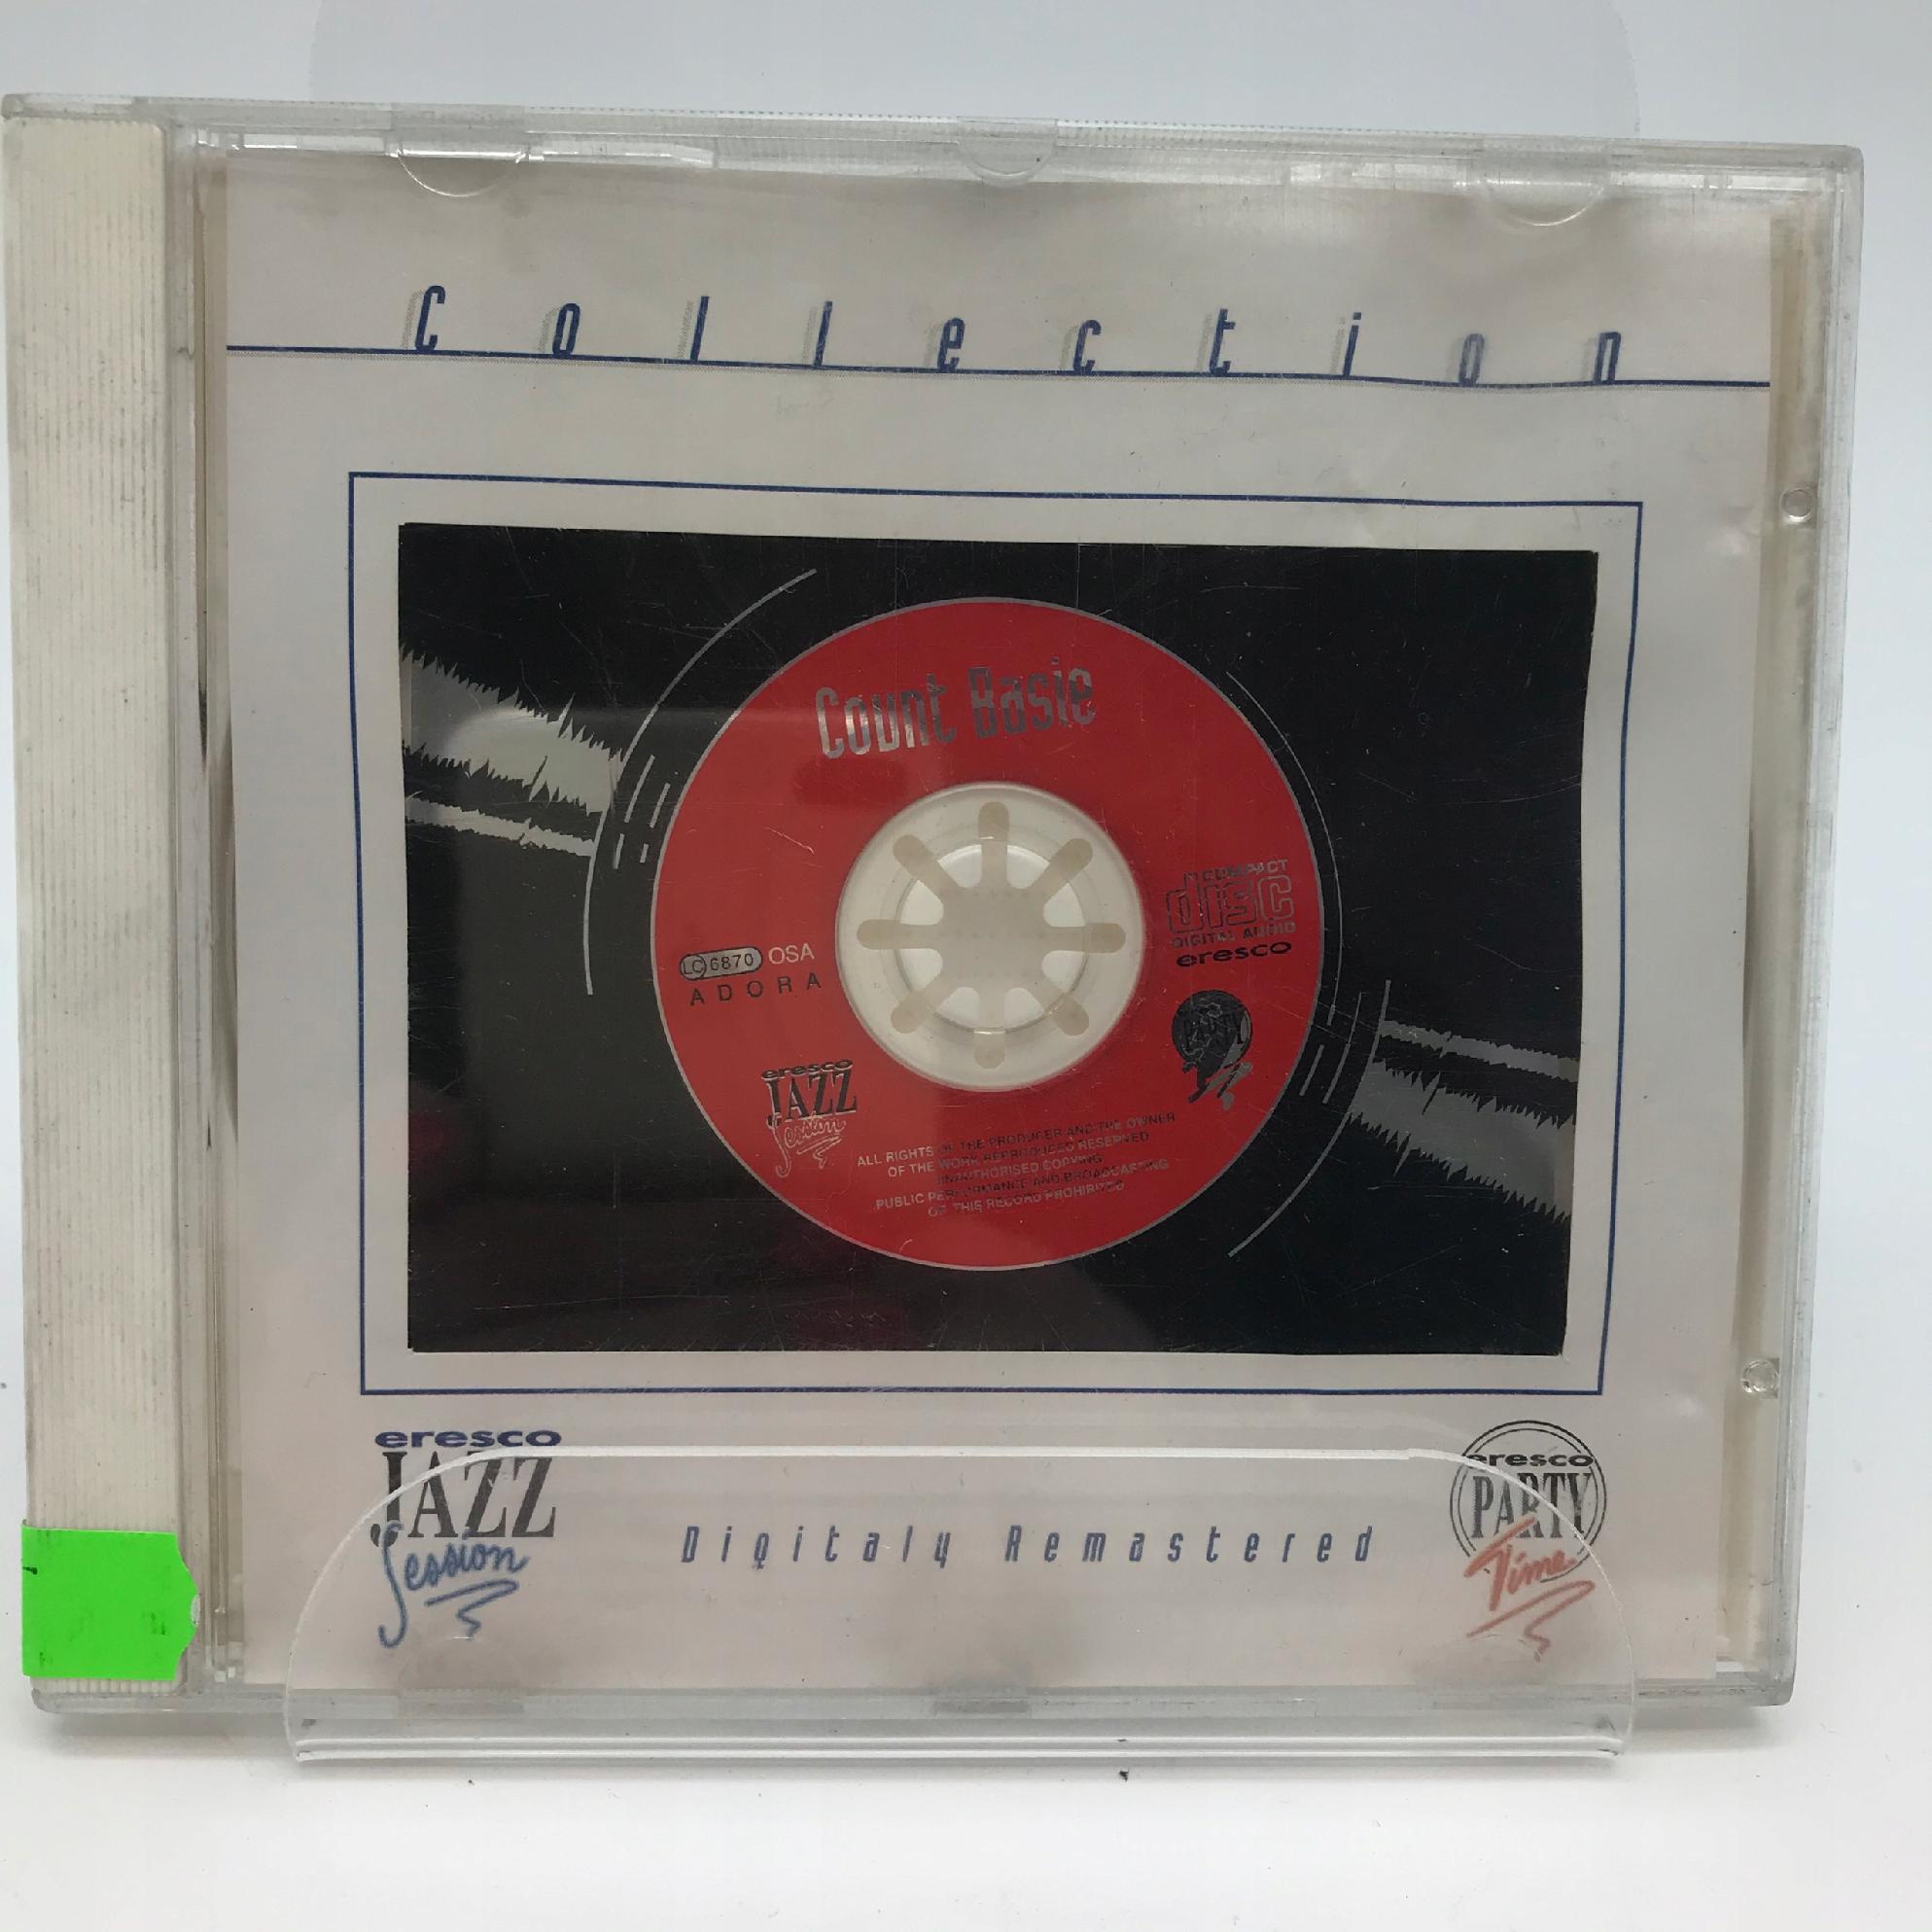 Collection
Count Basie
COMPACT
disc
DIGITAL AUDIO
eresco
LC 6870 OSA
ADORA
PARTY
eresco
JAZZ
Session
ALL RIGHTS OF THE PRODUCER AND THE OWNER
OF THE WORK REPRODUCED RESERVED
UNAUTHORISED COPYING
PUBLIC PERFORMANCE AND BROADCASTING
OF THIS RECORD PROHIBITED
eresco
JAZZ
Session
Digitaly Remastered
eresco
PARTY
Time